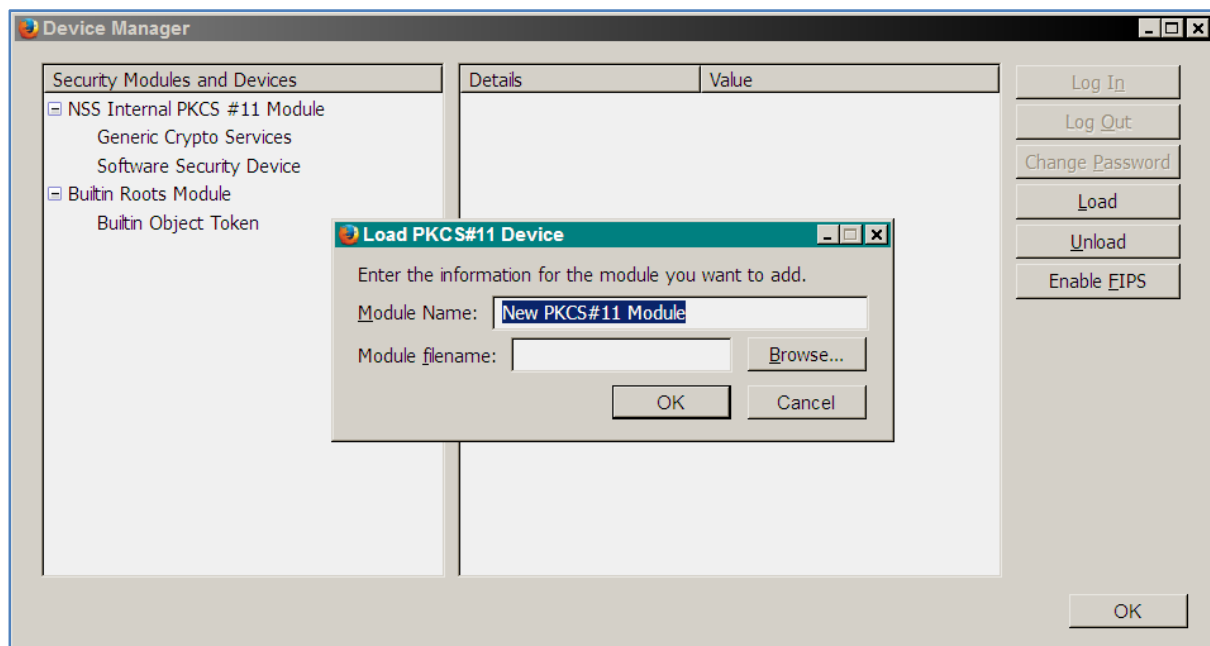 Device Manager
Security Modules and Devices
NSS Internal PKCS #11 Module
Generic Crypto Services
Software Security Device
Builtin Roots Module
Builtin Object Token
Details Value
Log In
Log Out
Change Password
Load
Unload
Enable FIPS
Load PKCS#11 Device
Enter the information for the module you want to add.
Module Name: New PKCS#11 Module
Module filename: Browse...
OK Cancel
OK